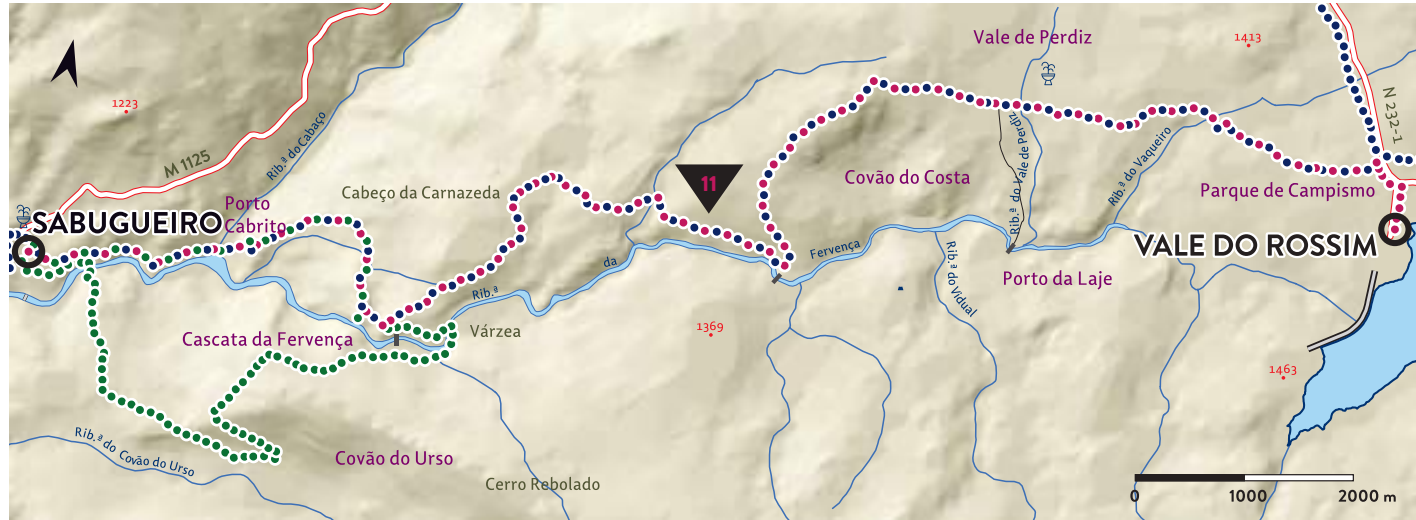 Vale de Perdiz
1413
1223
N 232-1
M 1125
Rib.ª do Cabaço
Rib.ª do Vale de Perdiz
Rib.ª do Vaqueiro
11
Covão do Costa
Parque de Campismo
Cabeço da Carnazeda
Porto
Cabrito
SABUGUEIRO
VALE DO ROSSIM
Fervença
da
Rib.ª
Rib.ª do Vidual
Porto da Laje
Várzea
1369
Cascata da Fervença
1463
Rib.ª do Covão do Urso
Covão do Urso
Cerro Rebolado
0
1000
2000 m